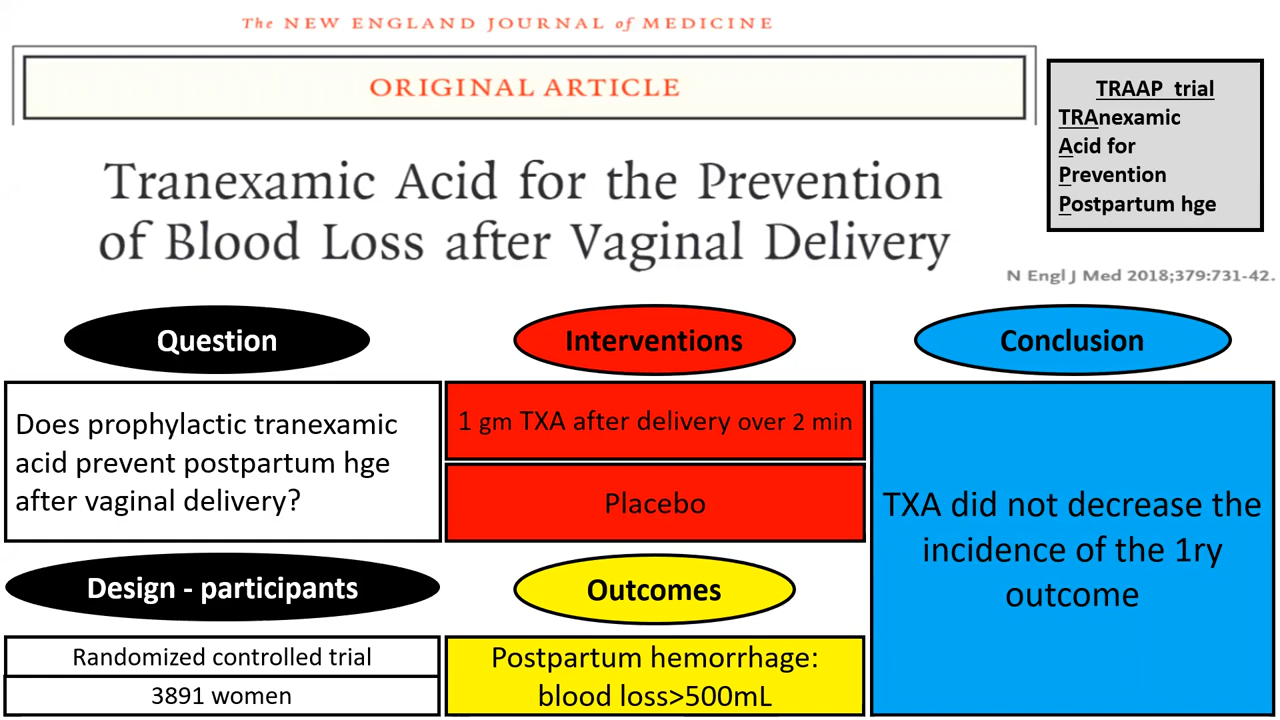 The NEW ENGLAND JOURNAL of MEDICINE
ORIGINAL ARTICLE
Tranexamic Acid for the Prevention
of Blood Loss after Vaginal Delivery
TRAAP trial
TRAnexamic
Acid for
Prevention
Postpartum hge
N Engl J Med 2018;379:731-42.
Question
Does prophylactic tranexamic
acid prevent postpartum hge
after vaginal delivery?
Design - participants
Randomized controlled trial
3891 women
Interventions
1 gm TXA after delivery over 2 min
Placebo
Outcomes
Postpartum hemorrhage:
blood loss>500mL
Conclusion
TXA did not decrease the
incidence of the 1ry
outcome